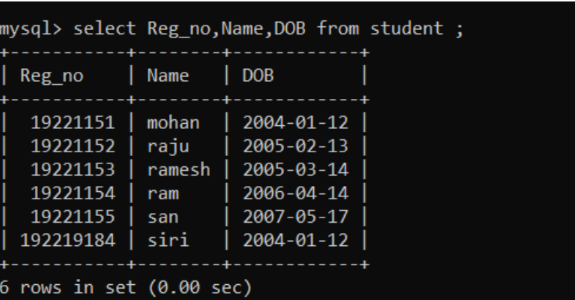 mysql> select Reg_no,Name,DOB from student ;
+-----------+--------+------------+
| Reg_no    | Name   | DOB        |
+-----------+--------+------------+
|  19221151 | mohan  | 2004-01-12 |
|  19221152 | raju   | 2005-02-13 |
|  19221153 | ramesh | 2005-03-14 |
|  19221154 | ram    | 2006-04-14 |
|  19221155 | san    | 2007-05-17 |
| 192219184 | siri   | 2004-01-12 |
+-----------+--------+------------+
6 rows in set (0.00 sec)